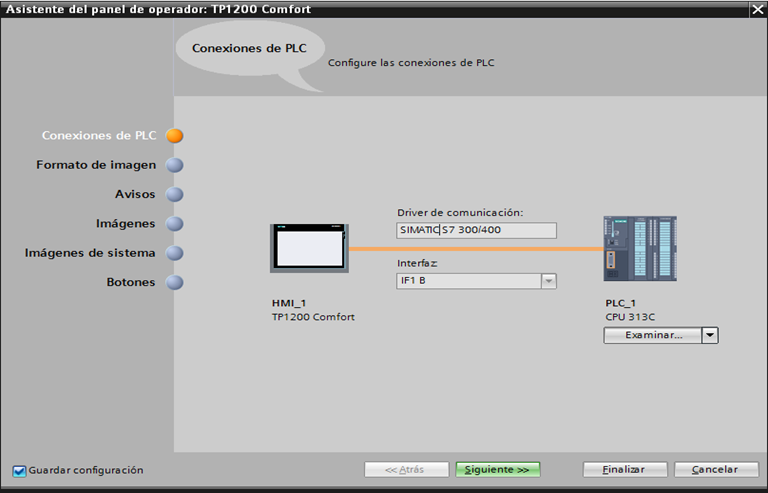 Asistente del panel de operador: TP1200 Comfort
Conexiones de PLC
Configure las conexiones de PLC
Conexiones de PLC
Formato de imagen
Avisos
Imágenes
Imágenes de sistema
Botones
Driver de comunicación:
SIMATIC S7 300/400
Interfaz:
IF1 B
HMI_1
TP1200 Comfort
PLC_1
CPU 313C
Examinar...
Guardar configuración
<< Atrás
Siguiente >>
Finalizar
Cancelar